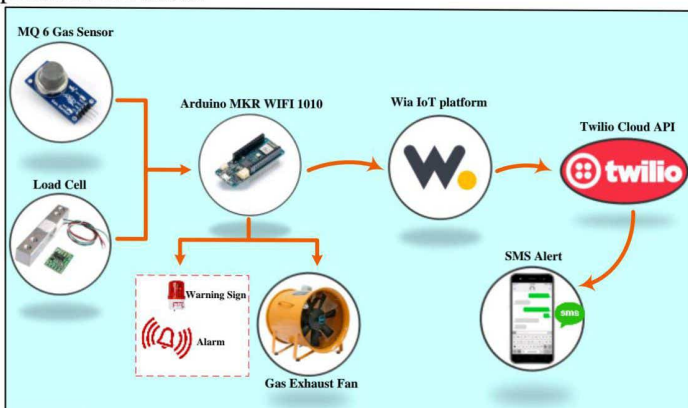 MQ 6 Gas Sensor
Arduino MKR WIFI 1010
Wia IoT platform
Twilio Cloud API
twilio
Load Cell
SMS Alert
Warning Sign
sms
Alarm
Gas Exhaust Fan